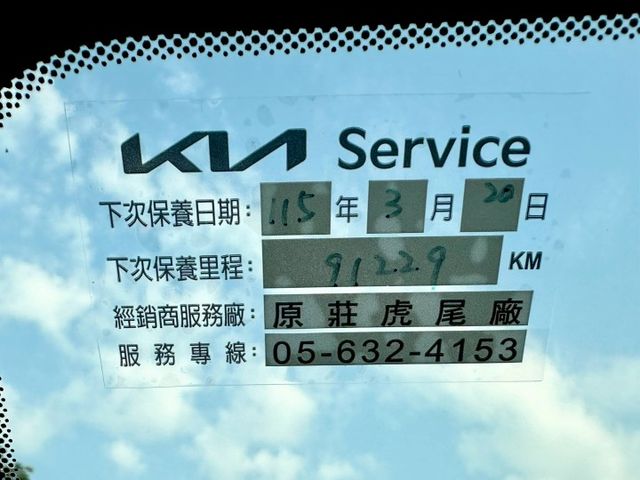 KIA Service
下次保養日期: 115 年 3 月 20 日
下次保養里程: 91229 KM
經銷商服務廠: 原莊虎尾廠
服務專線: 05-632-4153